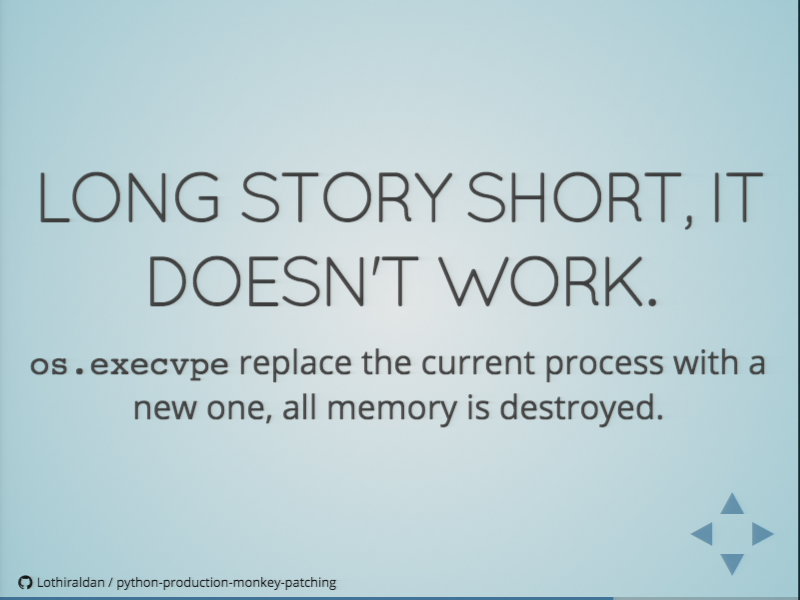 LONG STORY SHORT, IT
DOESN'T WORK.
os.execvpe replace the current process with a
new one, all memory is destroyed.
Lothiraldan / python-production-monkey-patching